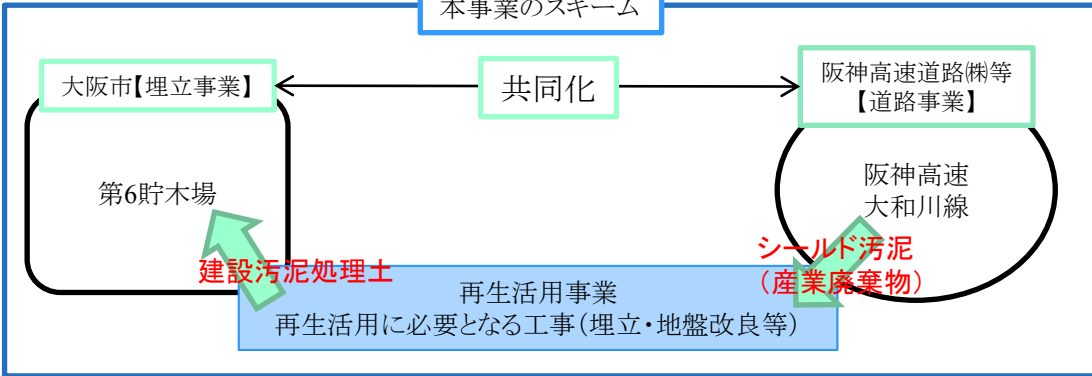 本事業のスキーム
大阪市【埋立事業】
共同化
阪神高速道路㈱等
【道路事業】
第6貯木場
阪神高速
大和川線
建設汚泥処理土
シールド汚泥
（産業廃棄物）
再生活用事業
再生活用に必要となる工事（埋立・地盤改良等）